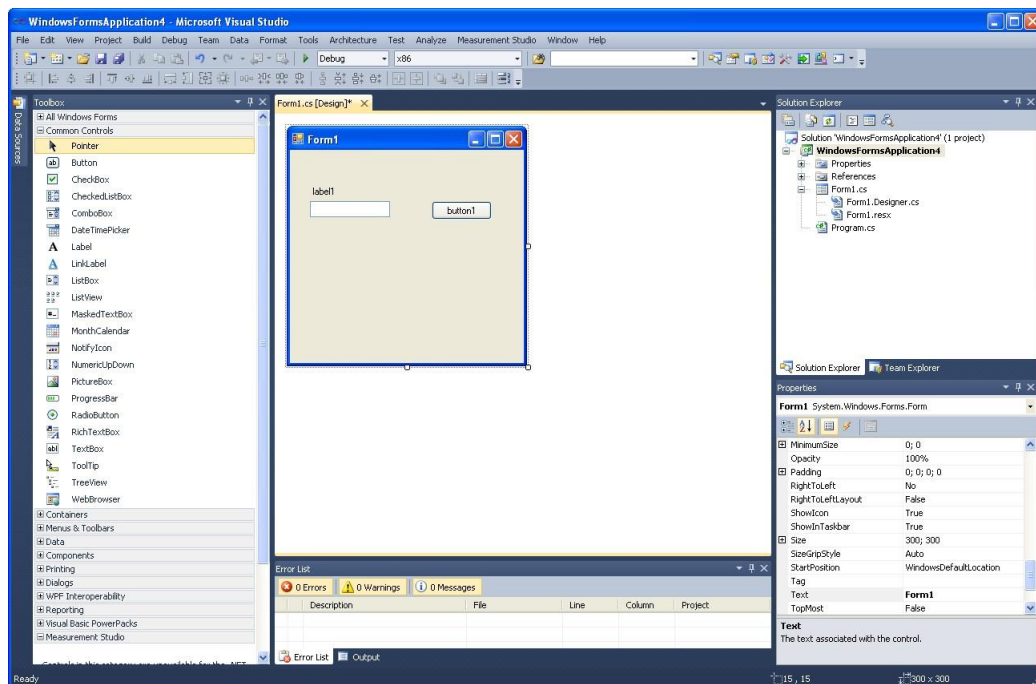 WindowsFormsApplication4 - Microsoft Visual Studio
File Edit View Project Build Debug Team Data Format Tools Architecture Test Analyze Measurement Studio Window Help
Debug x86
Data Sources
Toolbox
All Windows Forms
Common Controls
Pointer
Button
CheckBox
CheckedListBox
ComboBox
DateTimePicker
Label
LinkLabel
ListBox
ListView
MaskedTextBox
MonthCalendar
NotifyIcon
NumericUpDown
PictureBox
ProgressBar
RadioButton
RichTextBox
TextBox
ToolTip
TreeView
WebBrowser
Containers
Menus & Toolbars
Data
Components
Printing
Dialogs
WPF Interoperability
Reporting
Visual Basic PowerPacks
Measurement Studio
Form1.cs [Design]*
Form1
label1
button1
Error List
0 Errors 0 Warnings 0 Messages
Description File Line Column Project
Error List Output
Solution Explorer
Solution 'WindowsFormsApplication4' (1 project)
WindowsFormsApplication4
Properties
References
Form1.cs
Form1.Designer.cs
Form1.resx
Program.cs
Solution Explorer Team Explorer
Properties
Form1 System.Windows.Forms.Form
MinimumSize 0; 0
Opacity 100%
Padding 0; 0; 0; 0
RightToLeft No
RightToLeftLayout False
ShowIcon True
ShowInTaskbar True
Size 300; 300
SizeGripStyle Auto
StartPosition WindowsDefaultLocation
Tag
Text Form1
TopMost False
Text
The text associated with the control.
Ready 15 , 15 300 x 300